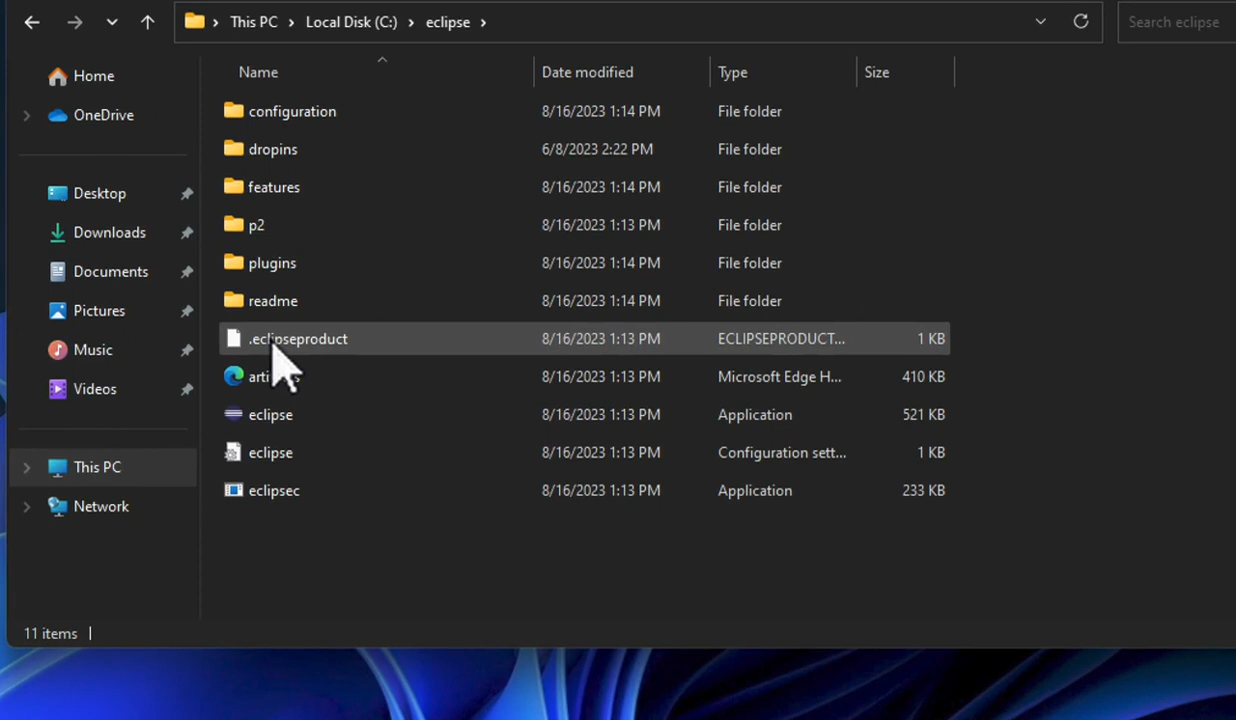 This PC > Local Disk (C:) > eclipse >
Search eclipse
Name Date modified Type Size
Home
OneDrive
Desktop
Downloads
Documents
Pictures
Music
Videos
This PC
Network
configuration 8/16/2023 1:14 PM File folder
dropins 6/8/2023 2:22 PM File folder
features 8/16/2023 1:14 PM File folder
p2 8/16/2023 1:13 PM File folder
plugins 8/16/2023 1:14 PM File folder
readme 8/16/2023 1:14 PM File folder
.eclipseproduct 8/16/2023 1:13 PM ECLIPSEPRODUCT... 1 KB
8/16/2023 1:13 PM Microsoft Edge H... 410 KB
eclipse 8/16/2023 1:13 PM Application 521 KB
eclipse 8/16/2023 1:13 PM Configuration sett... 1 KB
eclipsec 8/16/2023 1:13 PM Application 233 KB
11 items